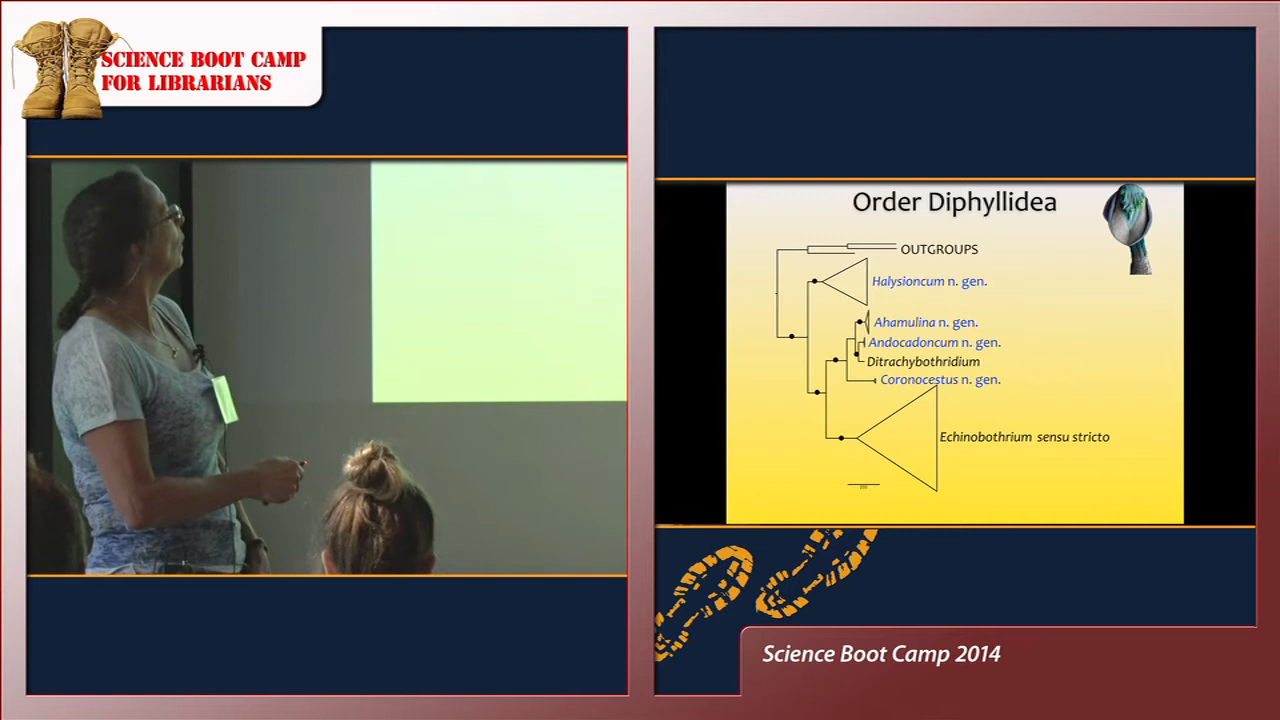 SCIENCE BOOT CAMP
FOR LIBRARIANS
Order Diphyllidea
OUTGROUPS
Halysioncum n. gen.
Ahamulina n. gen.
Andocadoncum n. gen.
Ditrachybothridium
Coronocestus n. gen.
Echinobothrium sensu stricto
Science Boot Camp 2014